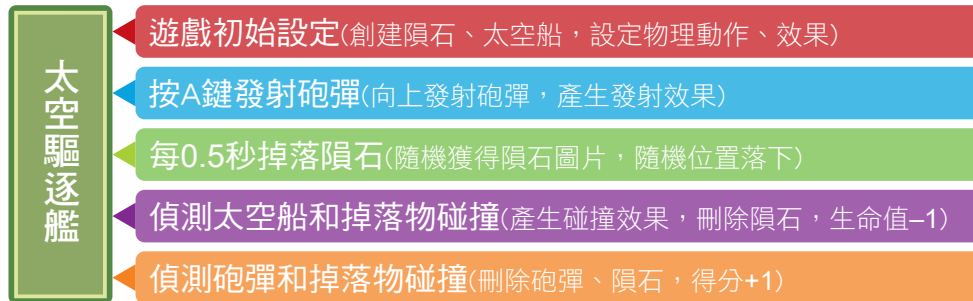 太空驅逐艦
遊戲初始設定(創建隕石、太空船，設定物理動作、效果)
按A鍵發射砲彈(向上發射砲彈，產生發射效果)
每0.5秒掉落隕石(隨機獲得隕石圖片，隨機位置落下)
偵測太空船和掉落物碰撞(產生碰撞效果，刪除隕石，生命值–1)
偵測砲彈和掉落物碰撞(刪除砲彈、隕石，得分+1)